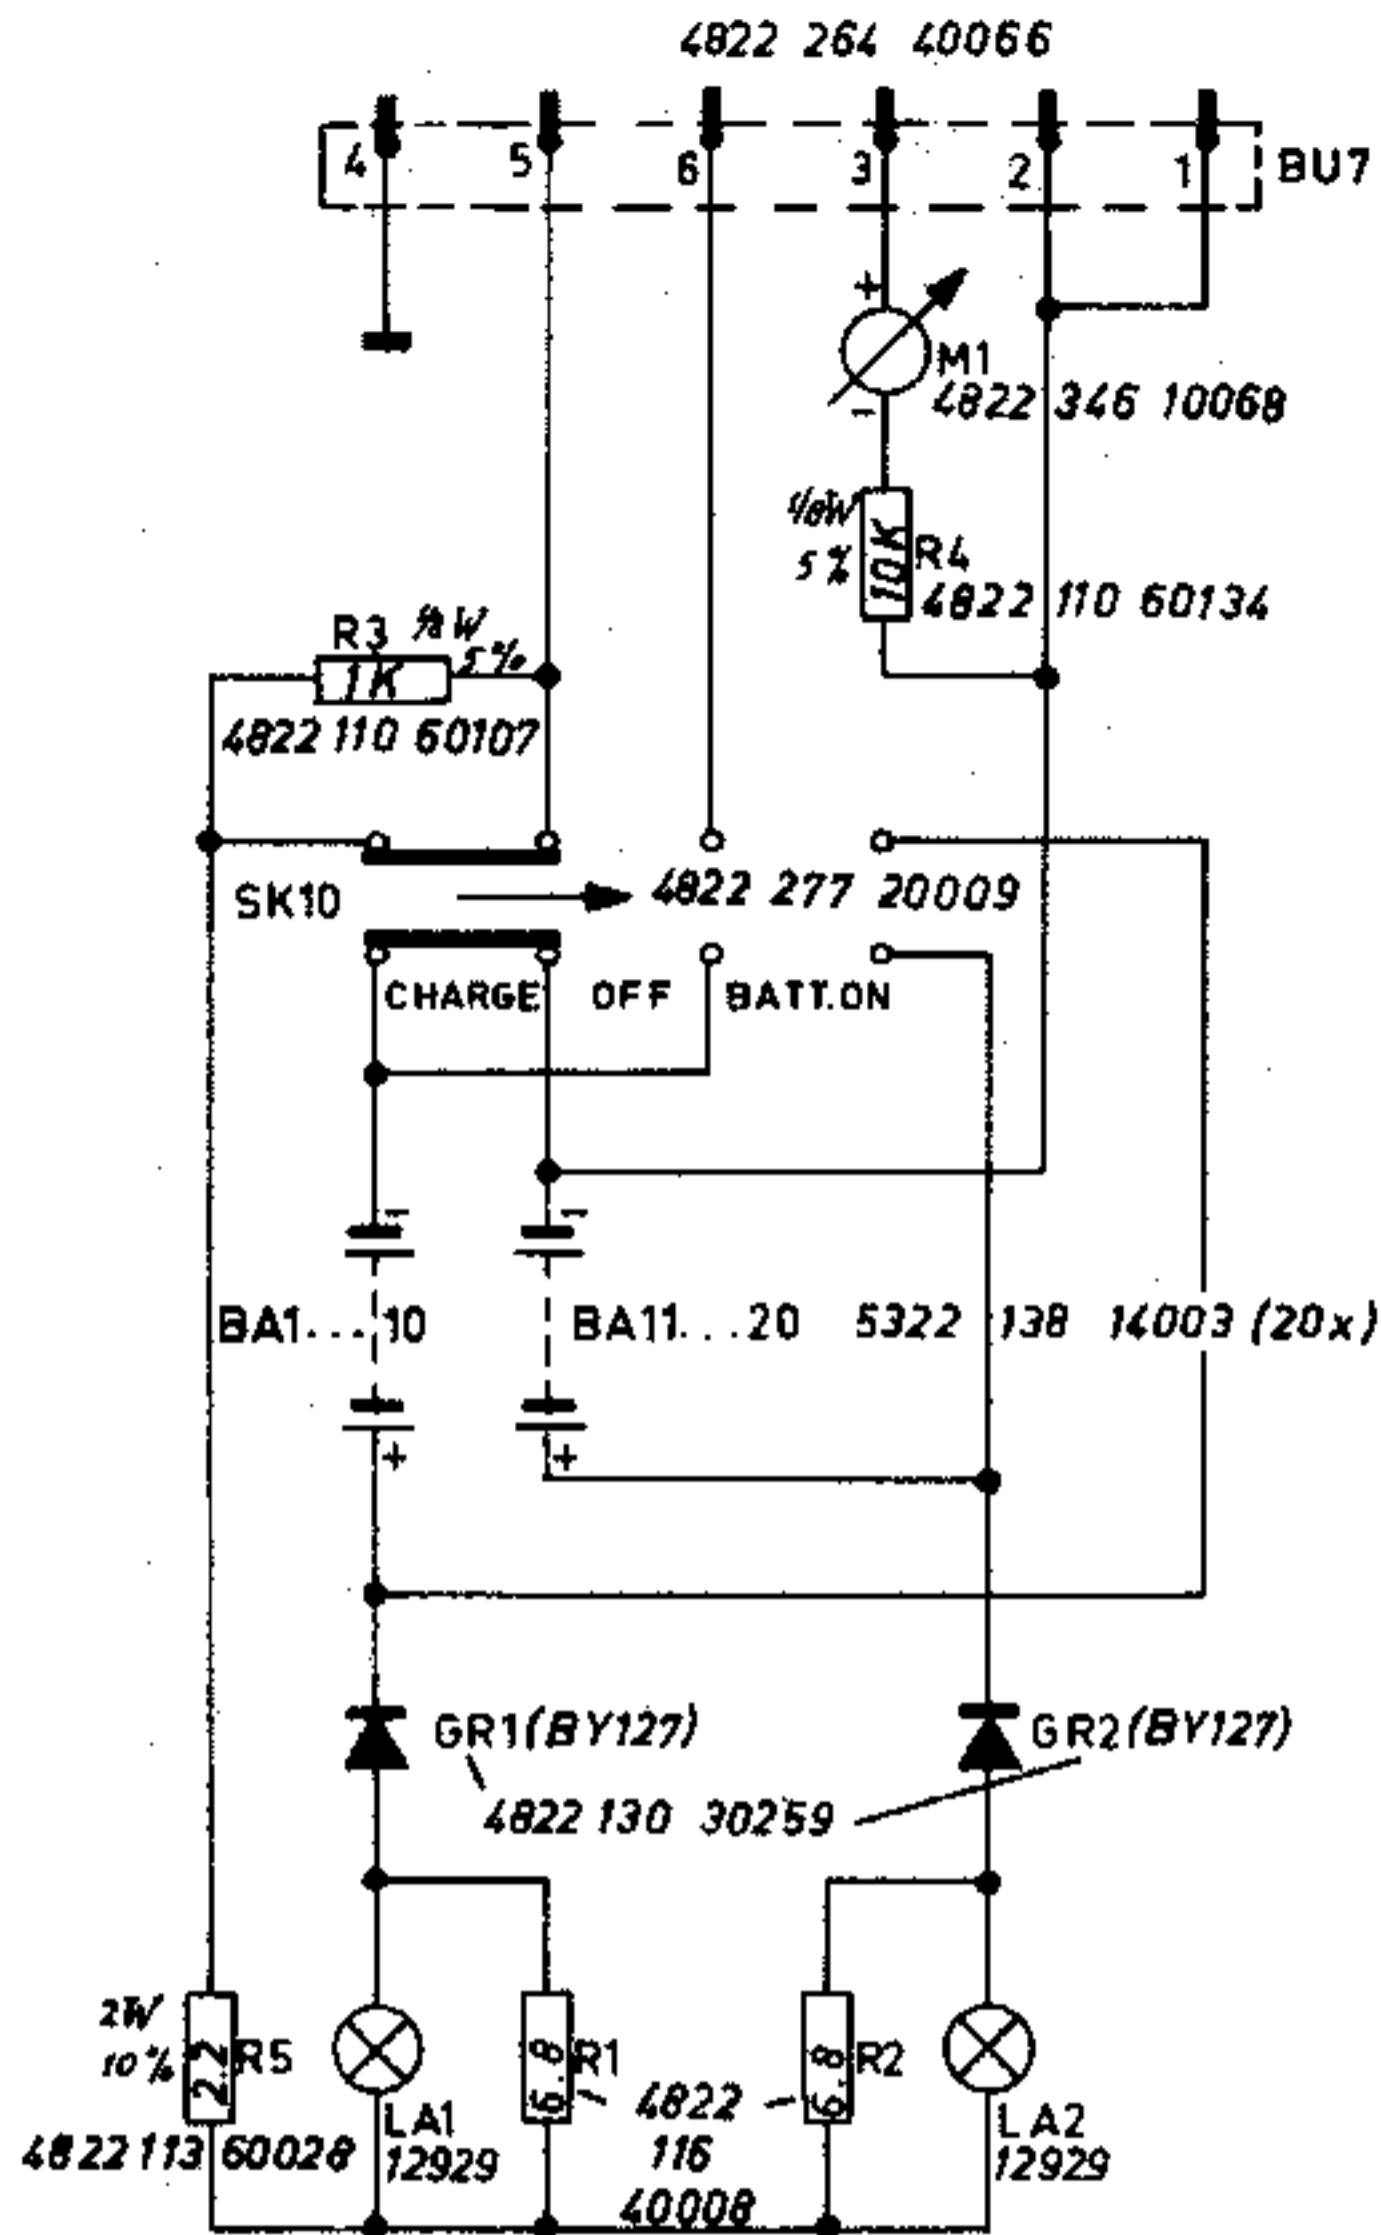 4822 264 40066
4 5 6 3 2 1 BU7
+
M1
-
4822 346 10068
1/8W
5%
10K R4
4822 110 60134
R3 1/8W
5%
1K
4822 110 60107
SK10 4822 277 20009
CHARGE OFF BATT.ON
- -
BA1....10 BA11...20 5322 138 14003 (20x)
+ +
GR1(BY127) GR2(BY127)
4822 130 30259
2W
10% 2.2 R5 6.8 R1 6.8 R2
4822 113 60028
LA1
12929
4822
116
40008
LA2
12929